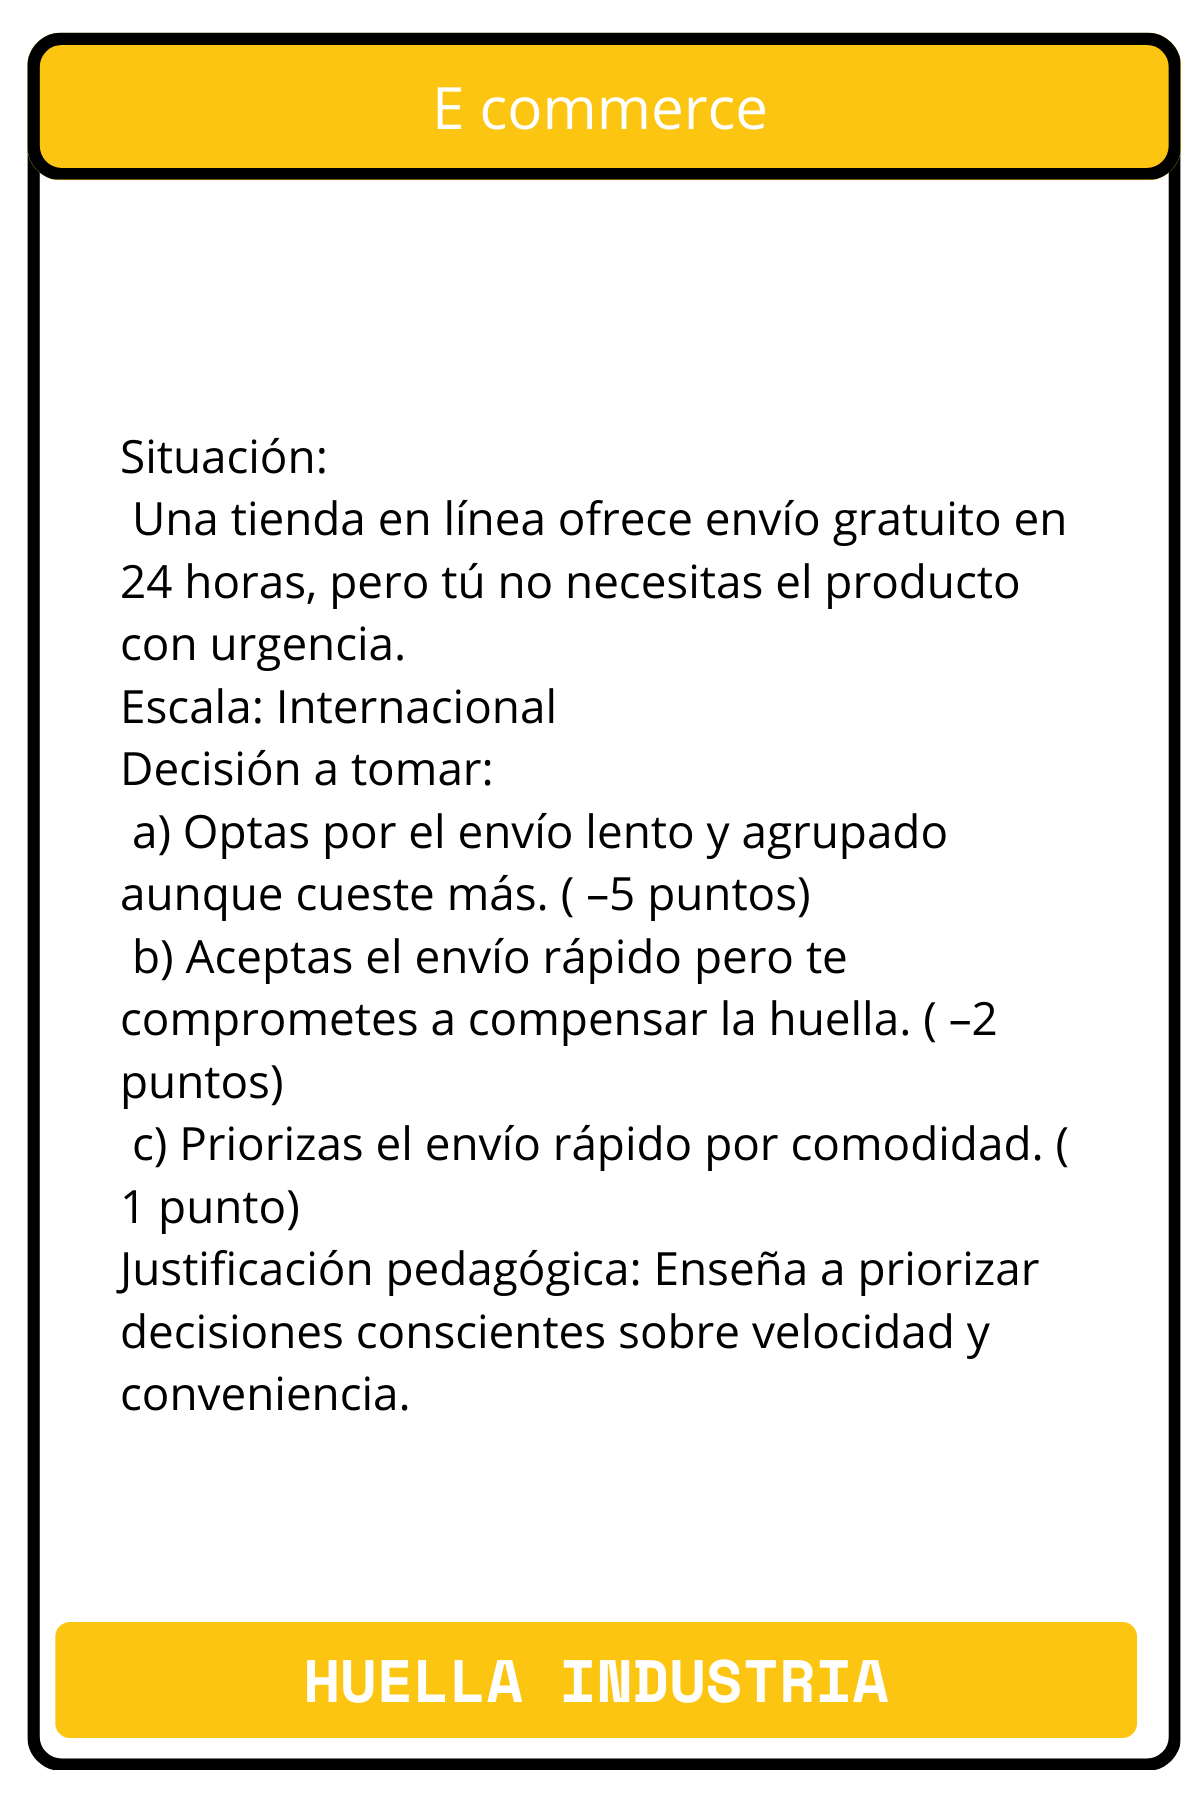 E commerce
Situación:
Una tienda en línea ofrece envío gratuito en
24 horas, pero tú no necesitas el producto
con urgencia.
Escala: Internacional
Decisión a tomar:
a) Optas por el envío lento y agrupado
aunque cueste más. ( –5 puntos)
b) Aceptas el envío rápido pero te
comprometes a compensar la huella. ( –2
puntos)
c) Priorizas el envío rápido por comodidad. (
1 punto)
Justificación pedagógica: Enseña a priorizar
decisiones conscientes sobre velocidad y
conveniencia.
HUELLA INDUSTRIA